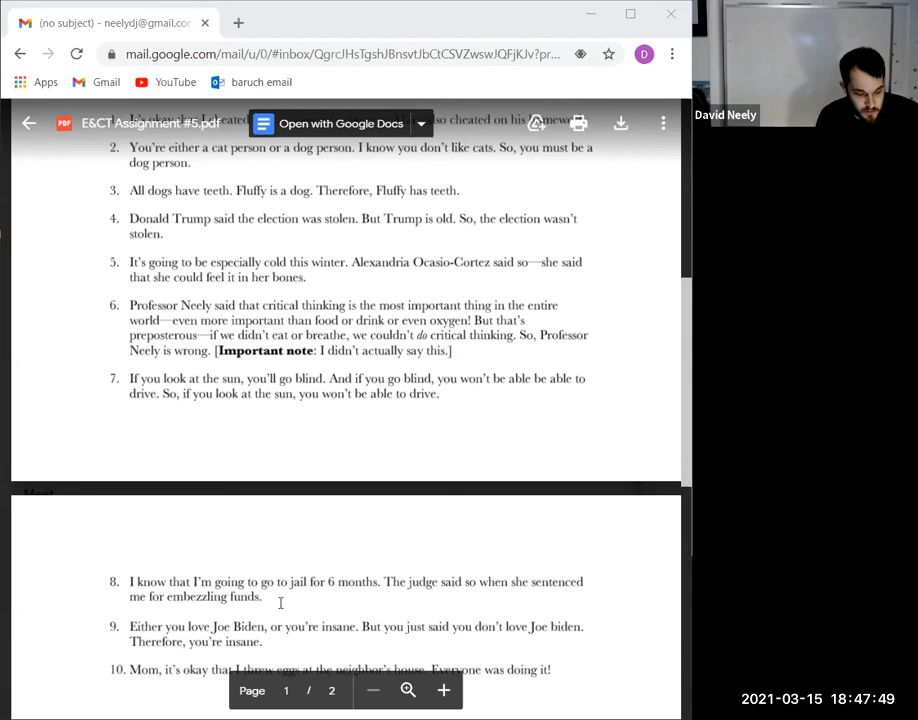 (no subject) - neelydj@gmail.co
mail.google.com/mail/u/0/#inbox/QgrcJHsTgshJBnsvtJbCtCSVZwswJQFjKJv?pr...
D
Apps Gmail YouTube baruch email
E&CT Assignment #5.pdf
Open with Google Docs
also cheated on his
David Neely
2. You're either a cat person or a dog person. I know you don't like cats. So, you must be a
dog person.
3. All dogs have teeth. Fluffy is a dog. Therefore, Fluffy has teeth.
4. Donald Trump said the election was stolen. But Trump is old. So, the election wasn't
stolen.
5. It's going to be especially cold this winter. Alexandria Ocasio-Cortez said so—she said
that she could feel it in her bones.
6. Professor Neely said that critical thinking is the most important thing in the entire
world—even more important than food or drink or even oxygen! But that's
preposterous—if we didn't eat or breathe, we couldn't do critical thinking. So, Professor
Neely is wrong. [Important note: I didn't actually say this.]
7. If you look at the sun, you'll go blind. And if you go blind, you won't be able be able to
drive. So, if you look at the sun, you won't be able to drive.
8. I know that I'm going to go to jail for 6 months. The judge said so when she sentenced
me for embezzling funds.
9. Either you love Joe Biden, or you're insane. But you just said you don't love Joe biden.
Therefore, you're insane.
10. Mom, it's okay that I threw eggs at the neighbor's house. Everyone was doing it!
Page 1 / 2
2021-03-15 18:47:49